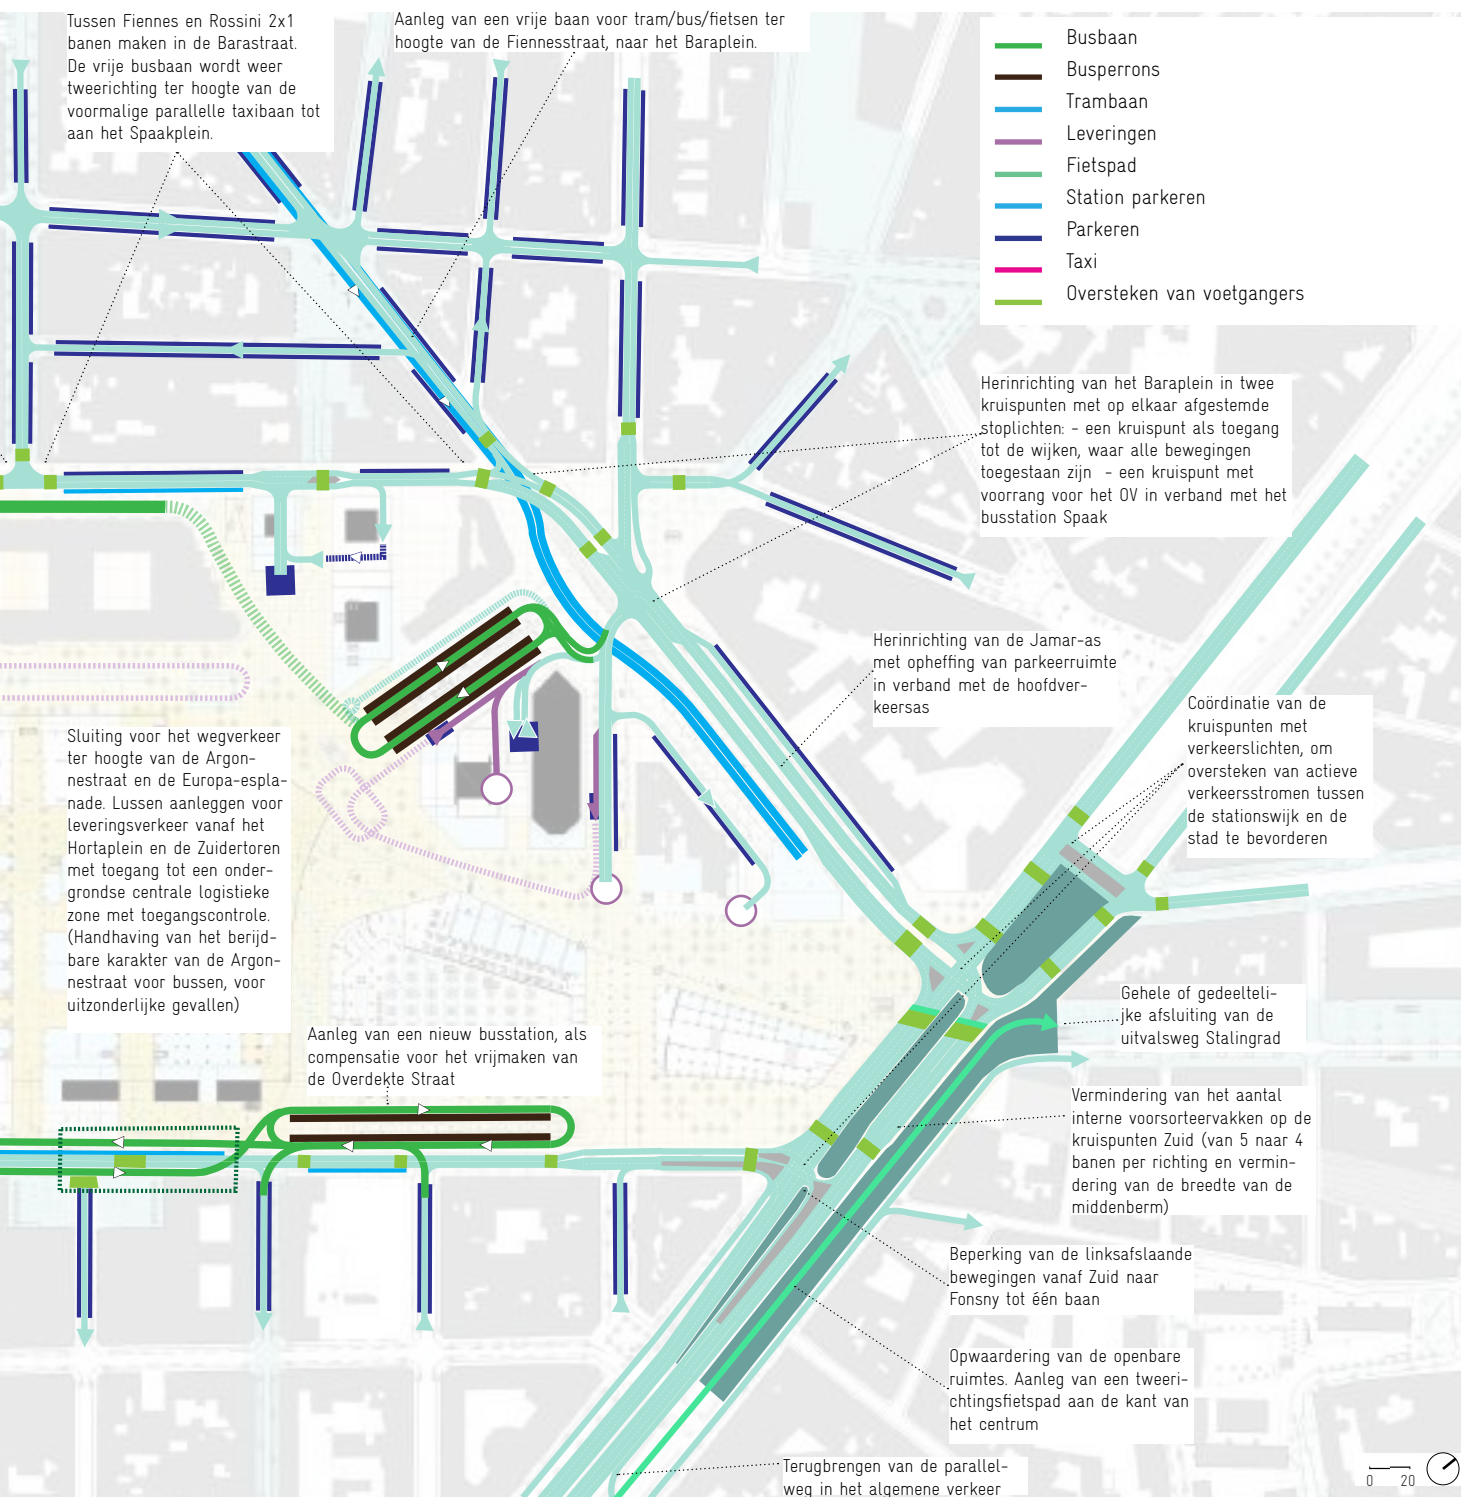 Tussen Fiennes en Rossini 2x1
banen maken in de Barastraat.
De vrije busbaan wordt weer
tweerichting ter hoogte van de
voormalige parallelle taxibaan tot
aan het Spaakplein.
Aanleg van een vrije baan voor tram/bus/fietsen ter
hoogte van de Fiennesstraat, naar het Baraplein.
Busbaan
Busperrons
Trambaan
Leveringen
Fietspad
Station parkeren
Parkeren
Taxi
Oversteken van voetgangers
Herinrichting van het Baraplein in twee
kruispunten met op elkaar afgestemde
stoplichten: - een kruispunt als toegang
tot de wijken, waar alle bewegingen
toegestaan zijn - een kruispunt met
voorrang voor het OV in verband met het
busstation Spaak
Herinrichting van de Jamar-as
met opheffing van parkeerruimte
in verband met de hoofdver-
keersas
Coördinatie van de
kruispunten met
verkeerslichten, om
oversteken van actieve
verkeersstromen tussen
de stationswijk en de
stad te bevorderen
Sluiting voor het wegverkeer
ter hoogte van de Argon-
nestraat en de Europa-espla-
nade. Lussen aanleggen voor
leveringsverkeer vanaf het
Hortaplein en de Zuidertoren
met toegang tot een onder-
grondse centrale logistieke
zone met toegangscontrole.
(Handhaving van het berijd-
bare karakter van de Argon-
nestraat voor bussen, voor
uitzonderlijke gevallen)
Gehele of gedeelteli-
jke afsluiting van de
uitvalsweg Stalingrad
Aanleg van een nieuw busstation, als
compensatie voor het vrijmaken van
de Overdekte Straat
Vermindering van het aantal
interne voorsorteervakken op de
kruispunten Zuid (van 5 naar 4
banen per richting en vermin-
dering van de breedte van de
middenberm)
Beperking van de linksafslaande
bewegingen vanaf Zuid naar
Fonsny tot één baan
Opwaardering van de openbare
ruimtes. Aanleg van een tweeri-
chtingsfietspad aan de kant van
het centrum
Terugbrengen van de parallel-
weg in het algemene verkeer
0 20